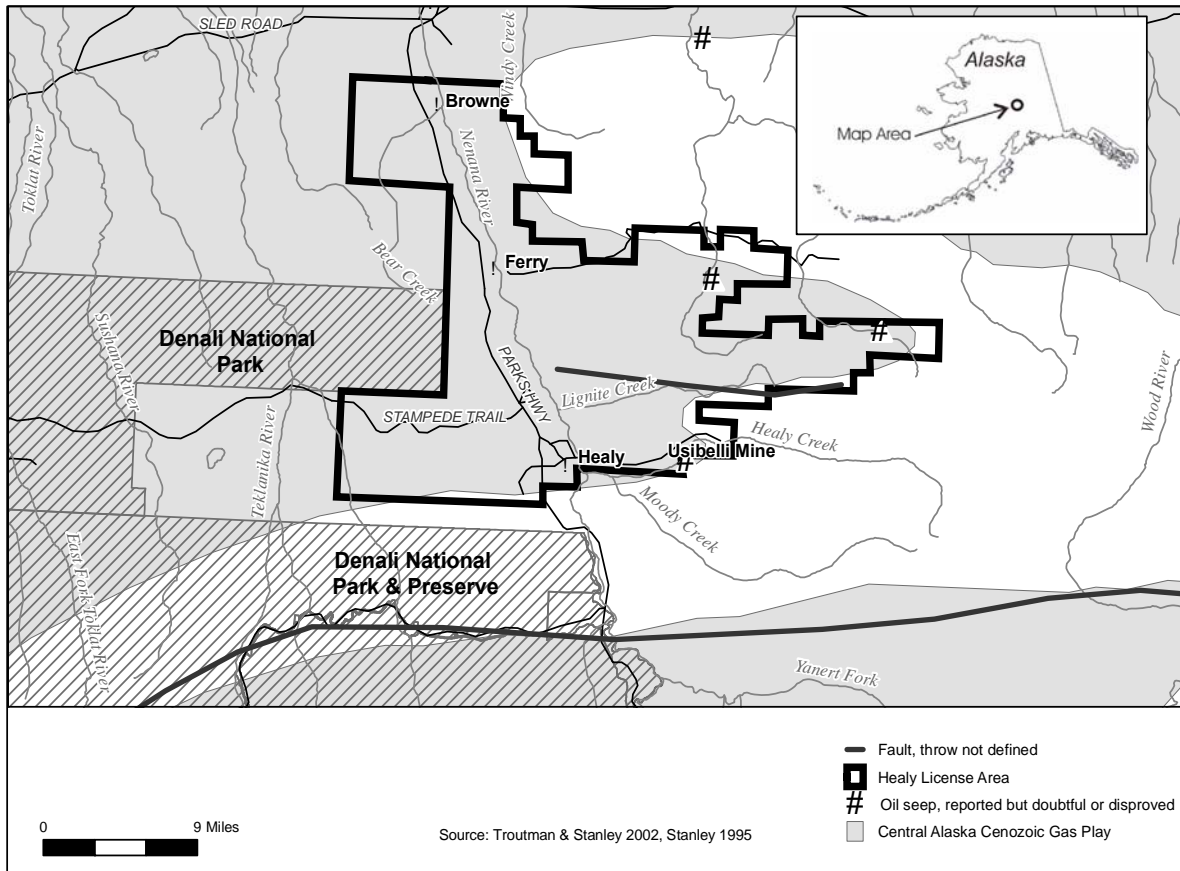 SLED ROAD
#
Windy Creek
Alaska
Map Area
! Browne
Toklat River
Nenana River
Bear Creek
! Ferry
#
#
Denali National
Park
Sushana River
PARKS HWY
Lignite Creek
STAMPEDE TRAIL
Teklanika River
Wood River
Healy Creek
! Healy
Usibelli Mine
#
Moody Creek
East Fork Toklat River
Denali National
Park & Preserve
Yanert Fork
Fault, throw not defined
Healy License Area
# Oil seep, reported but doubtful or disproved
Central Alaska Cenozoic Gas Play
0 9 Miles
Source: Troutman & Stanley 2002, Stanley 1995